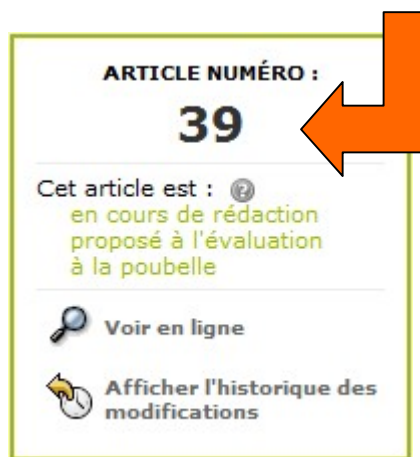 ARTICLE NUMÉRO :
39
Cet article est :
en cours de rédaction
proposé à l'évaluation
à la poubelle
Voir en ligne
Afficher l'historique des
modifications